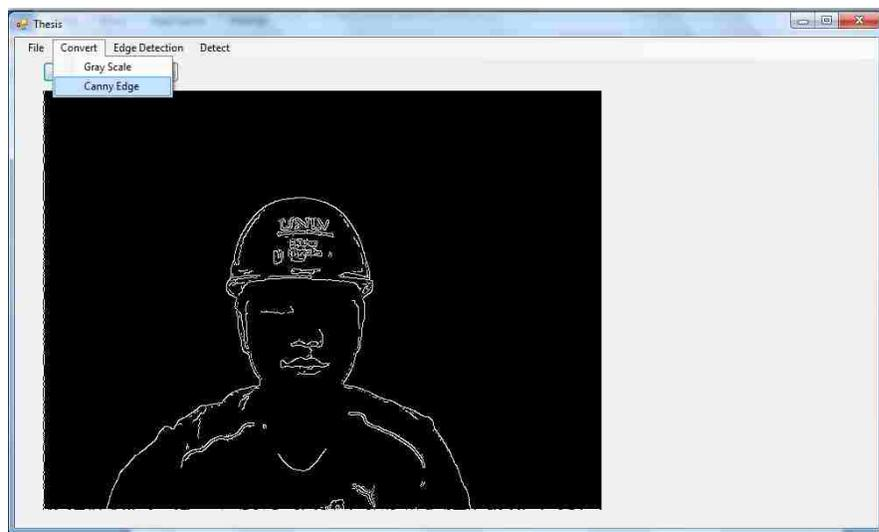 Thesis
File Convert Edge Detection Detect
Gray Scale
Canny Edge
UNLV